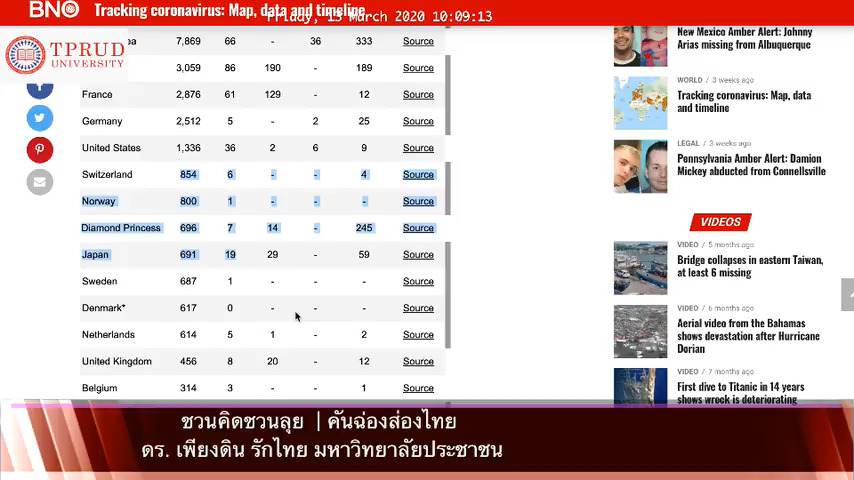 BNO Tracking coronavirus: Map, data and timeline
Friday, 13 March 2020 10:09:13
TPRUD
UNIVERSITY
ea 7,869 66 - 36 333 Source
3,059 86 190 - 189 Source
France 2,876 61 129 - 12 Source
Germany 2,512 5 - 2 25 Source
United States 1,336 36 2 6 9 Source
Switzerland 854 6 - - 4 Source
Norway 800 1 - - - Source
Diamond Princess 696 7 14 - 245 Source
Japan 691 19 29 - 59 Source
Sweden 687 1 - - - Source
Denmark* 617 0 - - - Source
Netherlands 614 5 1 - 2 Source
United Kingdom 456 8 20 - 12 Source
Belgium 314 3 - - 1 Source
New Mexico Amber Alert: Johnny
Arias missing from Albuquerque
WORLD / 3 weeks ago
Tracking coronavirus: Map, data
and timeline
LEGAL / 3 weeks ago
Pennsylvania Amber Alert: Damion
Mickey abducted from Connellsville
VIDEOS
VIDEO / 5 months ago
Bridge collapses in eastern Taiwan,
at least 6 missing
VIDEO / 6 months ago
Aerial video from the Bahamas
shows devastation after Hurricane
Dorian
VIDEO / 7 months ago
First dive to Titanic in 14 years
shows wreck is deteriorating
ชวนคิดชวนลุย | คันฉ่องส่องไทย
ดร. เพียงดิน รักไทย มหาวิทยาลัยประชาชน